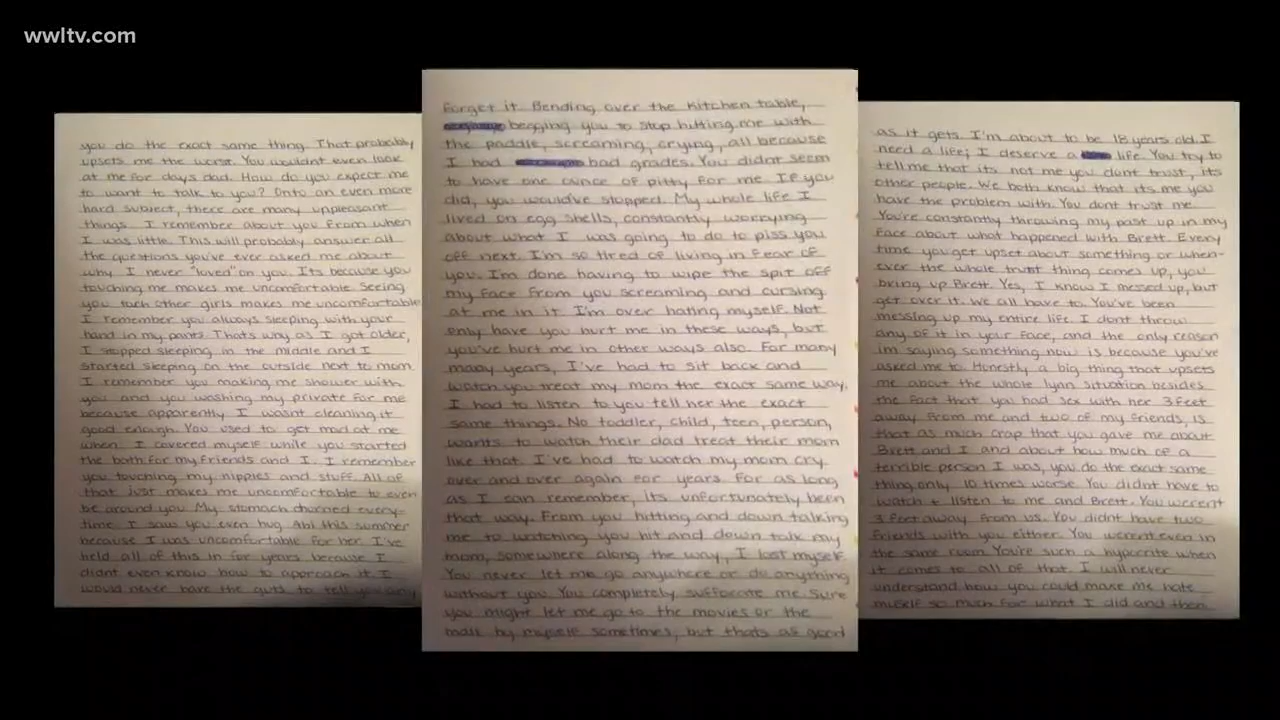 wwltv.com
you do the exact same thing. That probably
upsets me the worst. You wouldnt even look
at me for days dad. How do you expect me
to want to talk to you? Onto an even more
hard subject, there are many unpleasant
things I remember about you from when
I was little. This will probably answer all
the questions you've ever asked me about
why I never "loved" on you. Its because you
touching me makes me uncomfortable. Seeing
you touch other girls makes me uncomfortable
I remember you always sleeping with your
hand in my pants. Thats why as I got older,
I stopped sleeping in the middle and I
started sleeping on the outside next to mom.
I remember you making me shower with
you and you washing my private for me
because apparently I wasnt cleaning it
good enough. You used to get mad at me
when I covered myself while you started
the bath for my friends and I. I remember
you touching my nipples and stuff. All of
that just makes me uncomfortable to even
be around you. My stomach churned every-
time I saw you even hug this summer
because I was uncomfortable for her. I've
held all of this in for years because I
didnt even know how to approach it. I
would never have the guts to tell you any
forget it. Bending over the kitchen table,
begging you to stop hitting me with
the paddle, screaming, crying, all because
I had bad grades. You didnt seem
to have one ounce of pitty for me. If you
did, you would've stopped. My whole life I
lived on egg shells, constantly worrying
about what I was going to do to piss you
off next. I'm so tired of living in fear of
you. I'm done having to wipe the spit off
my face from you screaming and cursing
at me in it. I'm over hating myself. Not
only have you hurt me in these ways, but
you've hurt me in other ways also. For many
many years, I've had to sit back and
watch you treat my mom the exact same way.
I had to listen to you tell her the exact
same things. No toddler, child, teen, person,
wants to watch their dad treat their mom
like that. I've had to watch my mom cry
over and over again for years. For as long
as I can remember, its unfortunately been
that way. From you hitting and down talking
me to watching you hit and down talk my
mom, somewhere along the way, I lost myself.
You never let me go anywhere or do anything
without you. You completely suffocate me. Sure
you might let me go to the movies or the
mall by myself sometimes, but thats as good
as it gets. I'm about to be 18 years old. I
need a life; I deserve a life. You try to
tell me that its not me you dont trust, its
other people. We both know that its me you
have the problem with. You dont trust me.
You're constantly throwing my past up in my
face about what happened with Brett. Every
time you get upset about something or when-
ever the whole trust thing comes up, you
bring up Brett. Yes, I know I messed up, but
get over it. We all have to. You've been
messing up my entire life. I dont throw
any of it in your face, and the only reason
im saying something now is because you've
asked me to. Honestly a big thing that upsets
me about the whole lynn situation besides
the fact that you had sex with her 3 feet
away from me and two of my friends, is
that as much crap that you gave me about
Brett and I and about how much of a
terrible person I was, you do the exact same
thing, only 10 times worse. You didnt have to
watch + listen to me and Brett. You werent
3 feet away from us. You didnt have two
friends with you either. You werent even in
the same room. You're such a hypocrate when
it comes to all of that. I will never
understand how you could make me hate
myself so much for what I did and then